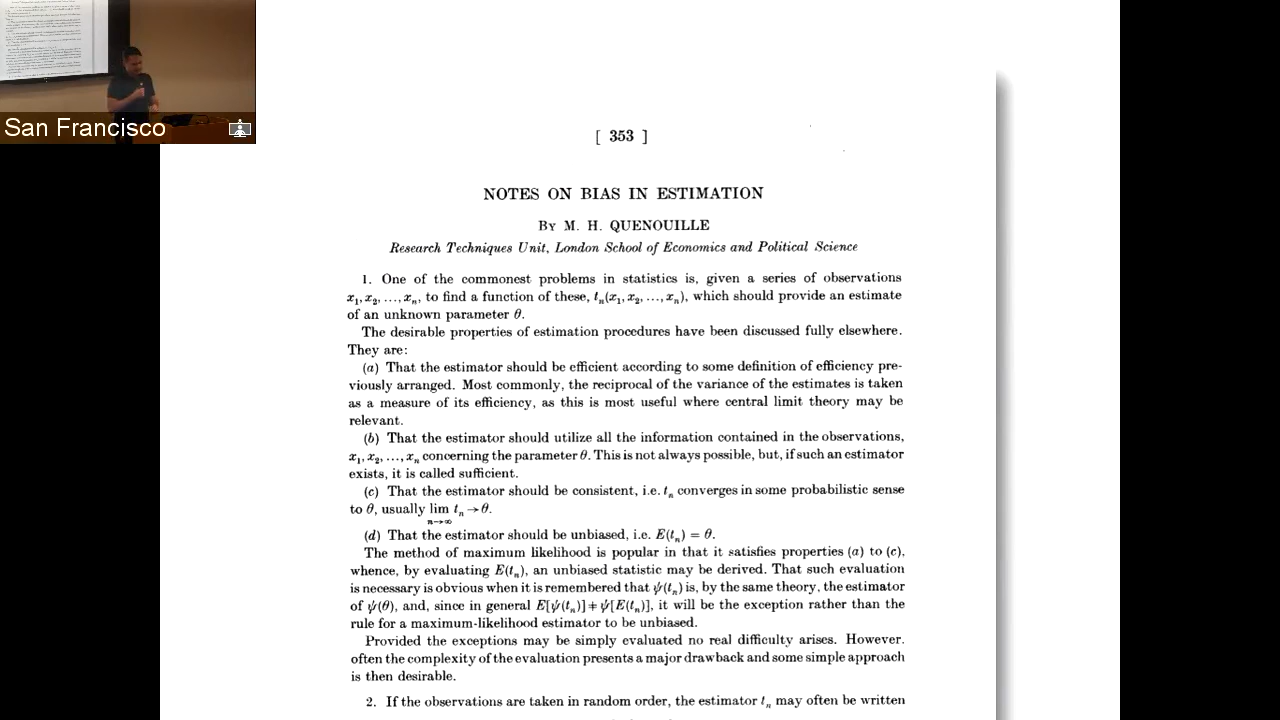 San Francisco
[ 353 ]
NOTES ON BIAS IN ESTIMATION
By M. H. QUENOUILLE
Research Techniques Unit, London School of Economics and Political Science
1. One of the commonest problems in statistics is, given a series of observations
x₁, x₂, ..., xₙ, to find a function of these, tₙ(x₁, x₂, ..., xₙ), which should provide an estimate
of an unknown parameter θ.
The desirable properties of estimation procedures have been discussed fully elsewhere.
They are:
(a) That the estimator should be efficient according to some definition of efficiency pre-
viously arranged. Most commonly, the reciprocal of the variance of the estimates is taken
as a measure of its efficiency, as this is most useful where central limit theory may be
relevant.
(b) That the estimator should utilize all the information contained in the observations,
x₁, x₂, ..., xₙ concerning the parameter θ. This is not always possible, but, if such an estimator
exists, it is called sufficient.
(c) That the estimator should be consistent, i.e. tₙ converges in some probabilistic sense
to θ, usually lim tₙ → θ.
n→∞
(d) That the estimator should be unbiased, i.e. E(tₙ) = θ.
The method of maximum likelihood is popular in that it satisfies properties (a) to (c),
whence, by evaluating E(tₙ), an unbiased statistic may be derived. That such evaluation
is necessary is obvious when it is remembered that ψ(tₙ) is, by the same theory, the estimator
of ψ(θ), and, since in general E[ψ(tₙ)] ≠ ψ[E(tₙ)], it will be the exception rather than the
rule for a maximum-likelihood estimator to be unbiased.
Provided the exceptions may be simply evaluated no real difficulty arises. However,
often the complexity of the evaluation presents a major drawback and some simple approach
is then desirable.
2. If the observations are taken in random order, the estimator tₙ may often be written